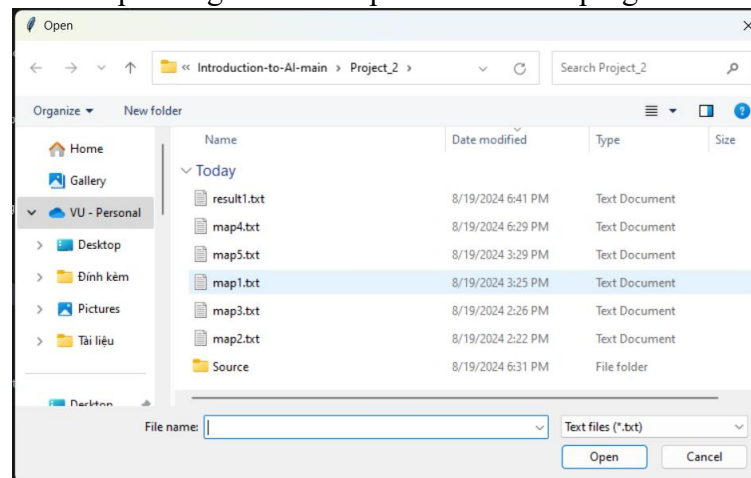 Open
« Introduction-to-AI-main > Project_2 >
Search Project_2
Organize
New folder
Name Date modified Type Size
Home
Gallery
VU - Personal
Desktop
Đính kèm
Pictures
Tài liệu
Desktop
Today
result1.txt 8/19/2024 6:41 PM Text Document
map4.txt 8/19/2024 6:29 PM Text Document
map5.txt 8/19/2024 3:29 PM Text Document
map1.txt 8/19/2024 3:25 PM Text Document
map3.txt 8/19/2024 2:26 PM Text Document
map2.txt 8/19/2024 2:22 PM Text Document
Source 8/19/2024 6:31 PM File folder
File name:
Text files (*.txt)
Open Cancel